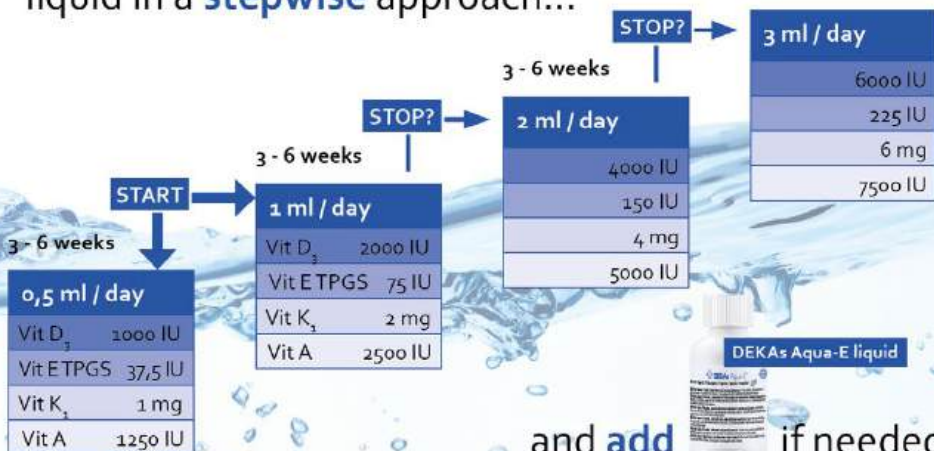 liquid in a stepwise approach...
STOP?
3 ml / day
6000 IU
225 IU
6 mg
7500 IU
3 - 6 weeks
STOP?
2 ml / day
4000 IU
150 IU
4 mg
5000 IU
3 - 6 weeks
START
1 ml / day
Vit D₃ 2000 IU
Vit E TPGS 75 IU
Vit K₁ 2 mg
Vit A 2500 IU
3 - 6 weeks
0,5 ml / day
Vit D₃ 1000 IU
Vit E TPGS 37,5 IU
Vit K₁ 1 mg
Vit A 1250 IU
DEKAs Aqua-E liquid
and add if needed